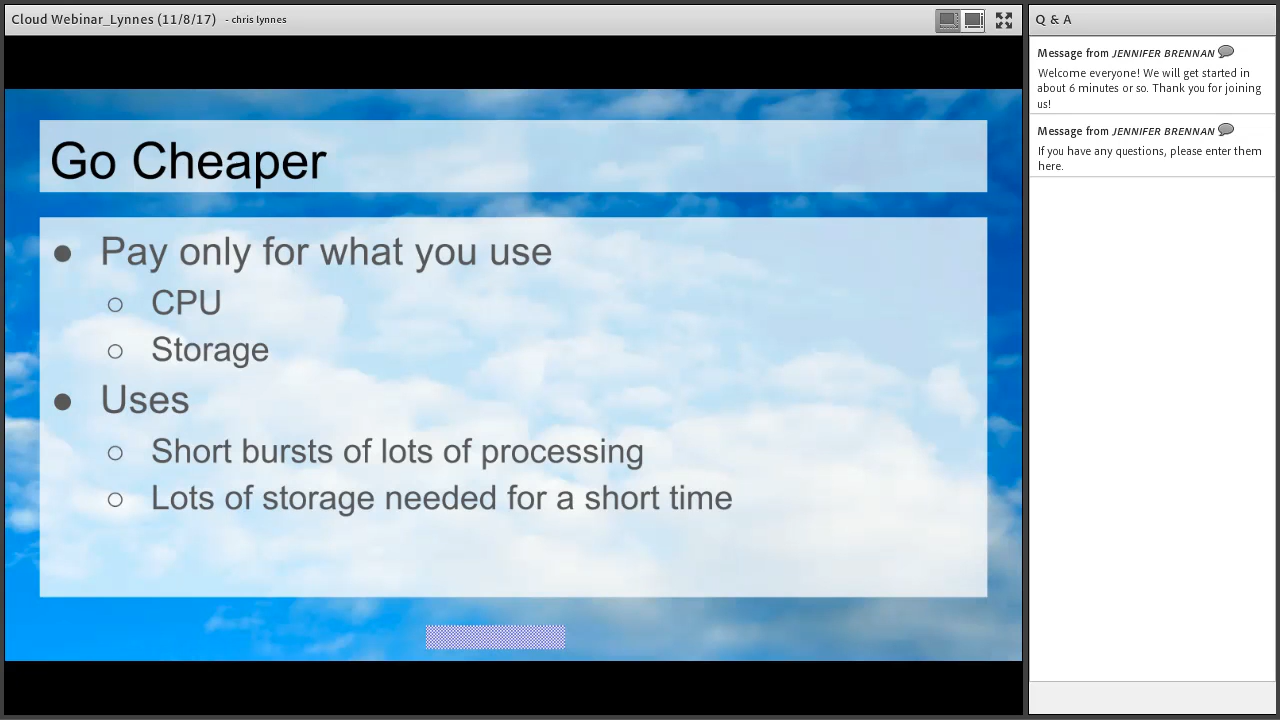 Cloud Webinar_Lynnes (11/8/17) - chris lynnes
Go Cheaper
● Pay only for what you use
○ CPU
○ Storage
● Uses
○ Short bursts of lots of processing
○ Lots of storage needed for a short time
Q & A
Message from JENNIFER BRENNAN
Welcome everyone! We will get started in
about 6 minutes or so. Thank you for joining
us!
Message from JENNIFER BRENNAN
If you have any questions, please enter them
here.